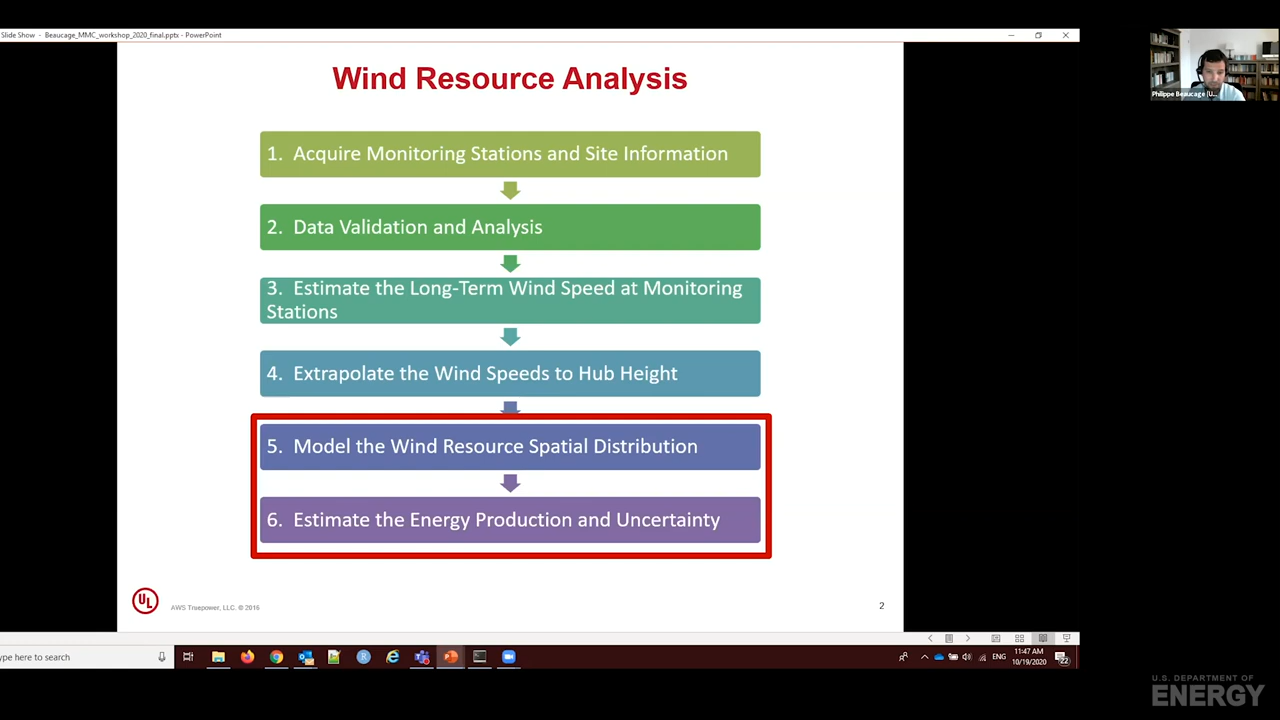 Slide Show - Beaucage_MMC_workshop_2020_final.pptx - PowerPoint
Wind Resource Analysis
1. Acquire Monitoring Stations and Site Information
2. Data Validation and Analysis
3. Estimate the Long-Term Wind Speed at Monitoring
Stations
4. Extrapolate the Wind Speeds to Hub Height
5. Model the Wind Resource Spatial Distribution
6. Estimate the Energy Production and Uncertainty
UL
AWS Truepower, LLC. © 2016
2
Philippe Beaucage (U...
ype here to search
ENG
11:47 AM
10/19/2020
22
U.S. DEPARTMENT OF
ENERGY